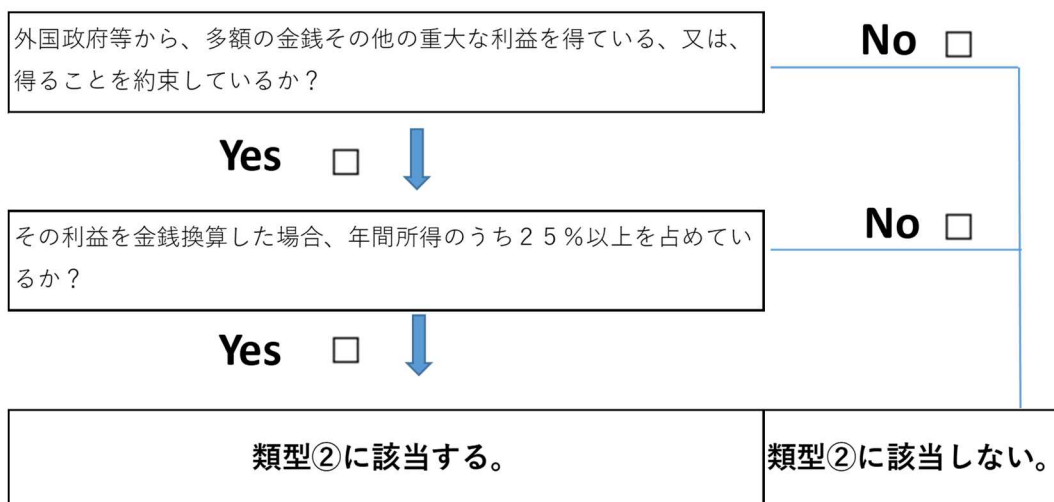 外国政府等から、多額の金銭その他の重大な利益を得ている、又は、
得ることを約束しているか？
No □
Yes □
その利益を金銭換算した場合、年間所得のうち２５％以上を占めてい
るか？
No □
Yes □
類型②に該当する。
類型②に該当しない。